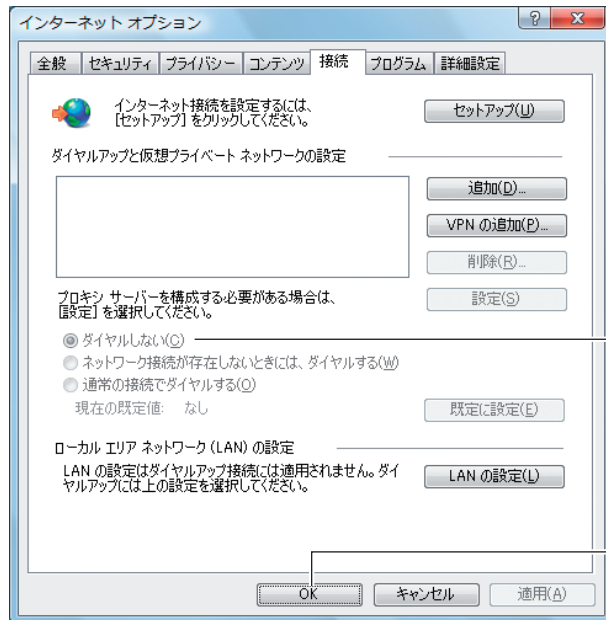 インターネット オプション
全般 セキュリティ プライバシー コンテンツ 接続 プログラム 詳細設定
インターネット接続を設定するには、
[セットアップ] をクリックしてください。
セットアップ(U)
ダイヤルアップと仮想プライベート ネットワークの設定
追加(D)...
VPN の追加(P)...
削除(R)...
プロキシ サーバーを構成する必要がある場合は、
[設定] を選択してください。
設定(S)
ダイヤルしない(C)
ネットワーク接続が存在しないときには、ダイヤルする(W)
通常の接続でダイヤルする(O)
現在の既定値: なし
既定に設定(E)
ローカル エリア ネットワーク (LAN) の設定
LAN の設定はダイヤルアップ接続には適用されません。ダイ
ヤルアップには上の設定を選択してください。
LAN の設定(L)
OK キャンセル 適用(A)